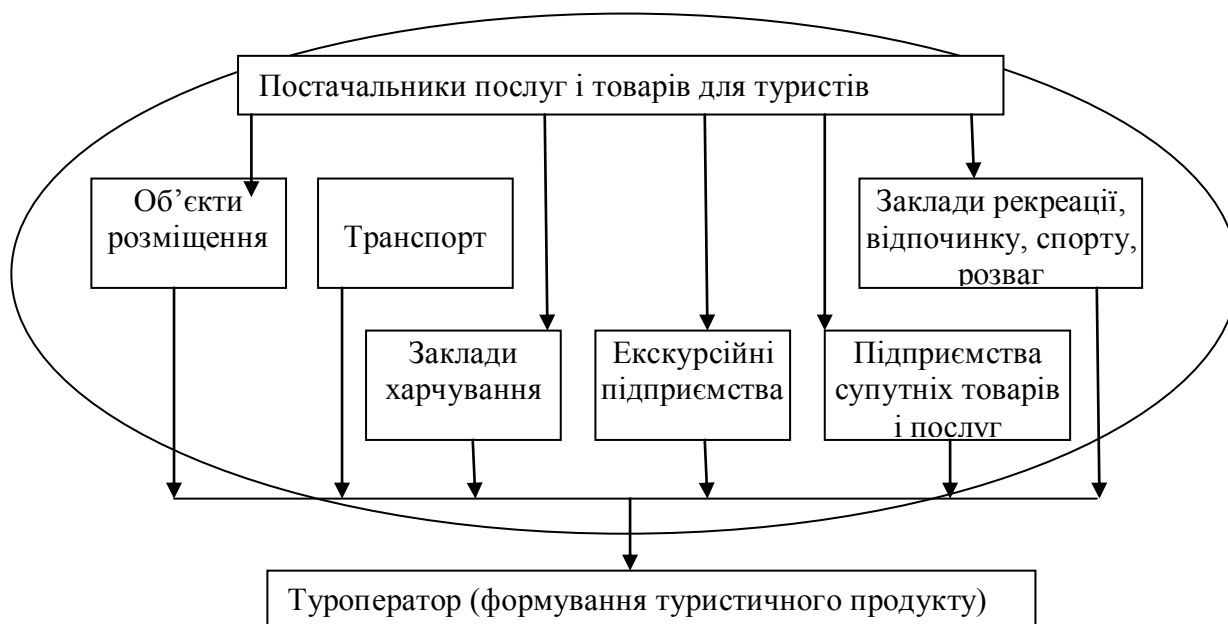 Постачальники послуг і товарів для туристів
Об’єкти
розміщення
Транспорт
Заклади рекреації,
відпочинку, спорту,
розваг
Заклади
харчування
Екскурсійні
підприємства
Підприємства
супутніх товарів
і послуг
Туроператор (формування туристичного продукту)